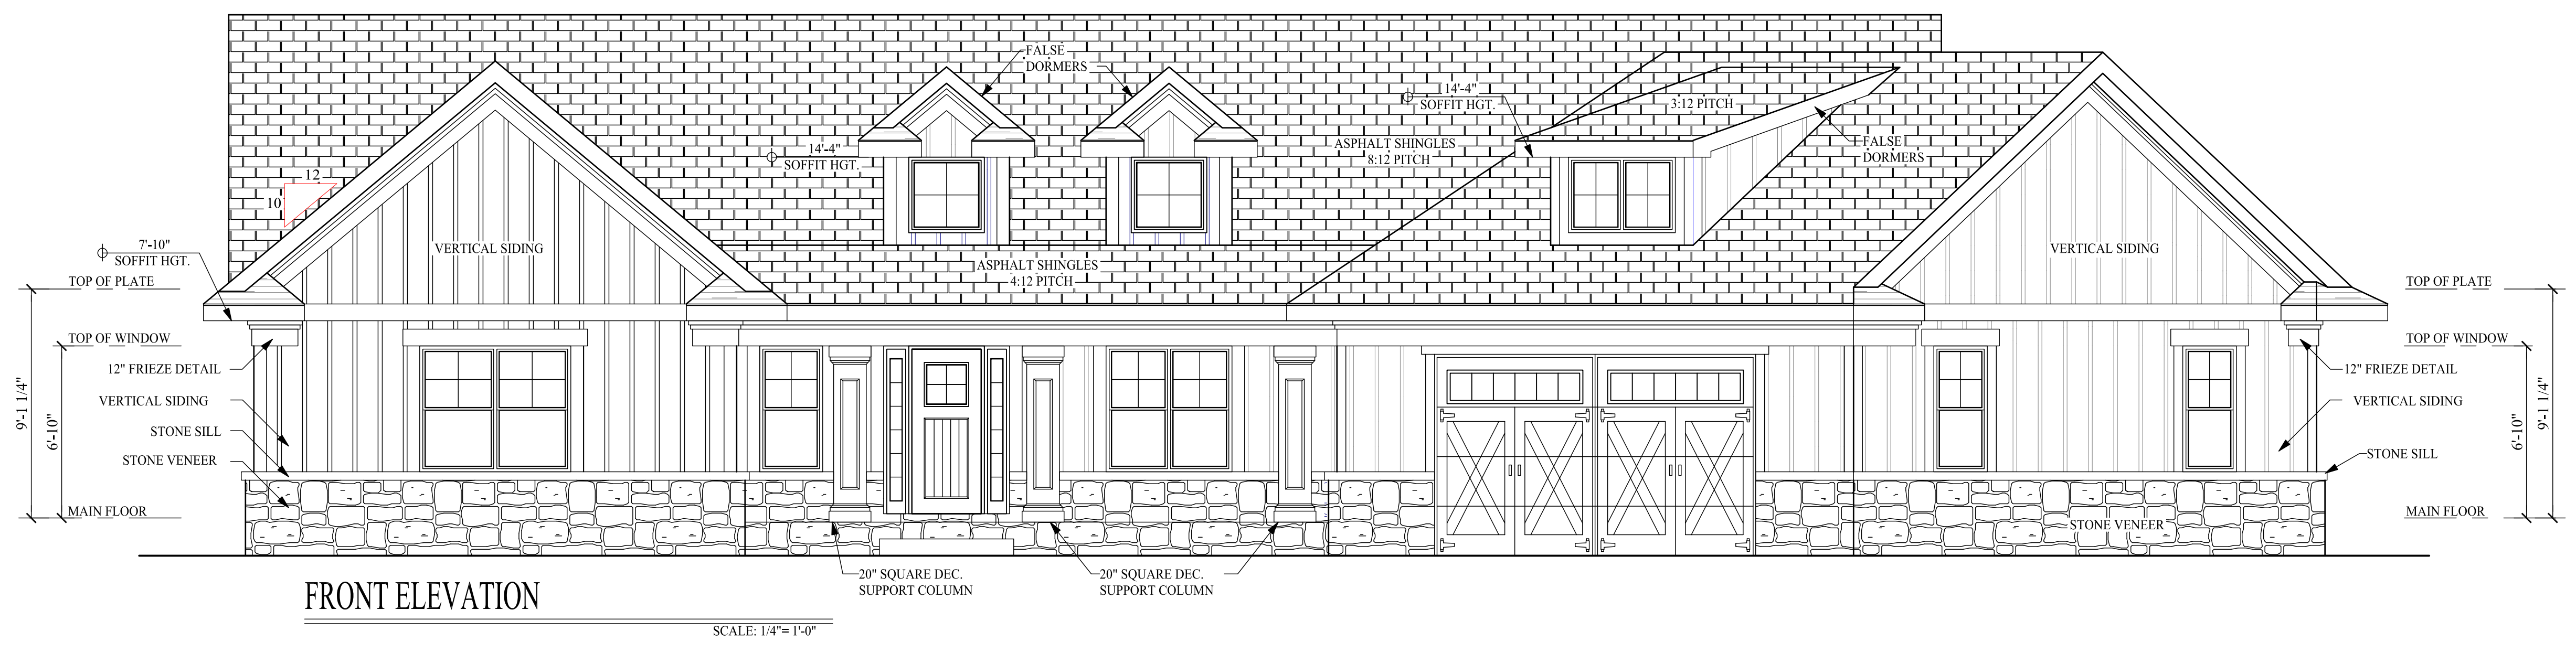 FALSE
DORMERS
14'-4"
SOFFIT HGT.
3:12 PITCH
14'-4"
SOFFIT HGT.
ASPHALT SHINGLES
8:12 PITCH
FALSE
DORMERS
12
10
7'-10"
SOFFIT HGT.
VERTICAL SIDING
VERTICAL SIDING
ASPHALT SHINGLES
4:12 PITCH
TOP OF PLATE
TOP OF PLATE
TOP OF WINDOW
TOP OF WINDOW
12" FRIEZE DETAIL
12" FRIEZE DETAIL
9'-1 1/4"
6'-10"
VERTICAL SIDING
VERTICAL SIDING
6'-10"
9'-1 1/4"
STONE SILL
STONE SILL
STONE VENEER
MAIN FLOOR
MAIN FLOOR
STONE VENEER
20" SQUARE DEC.
SUPPORT COLUMN
20" SQUARE DEC.
SUPPORT COLUMN
FRONT ELEVATION
SCALE: 1/4"= 1'-0"